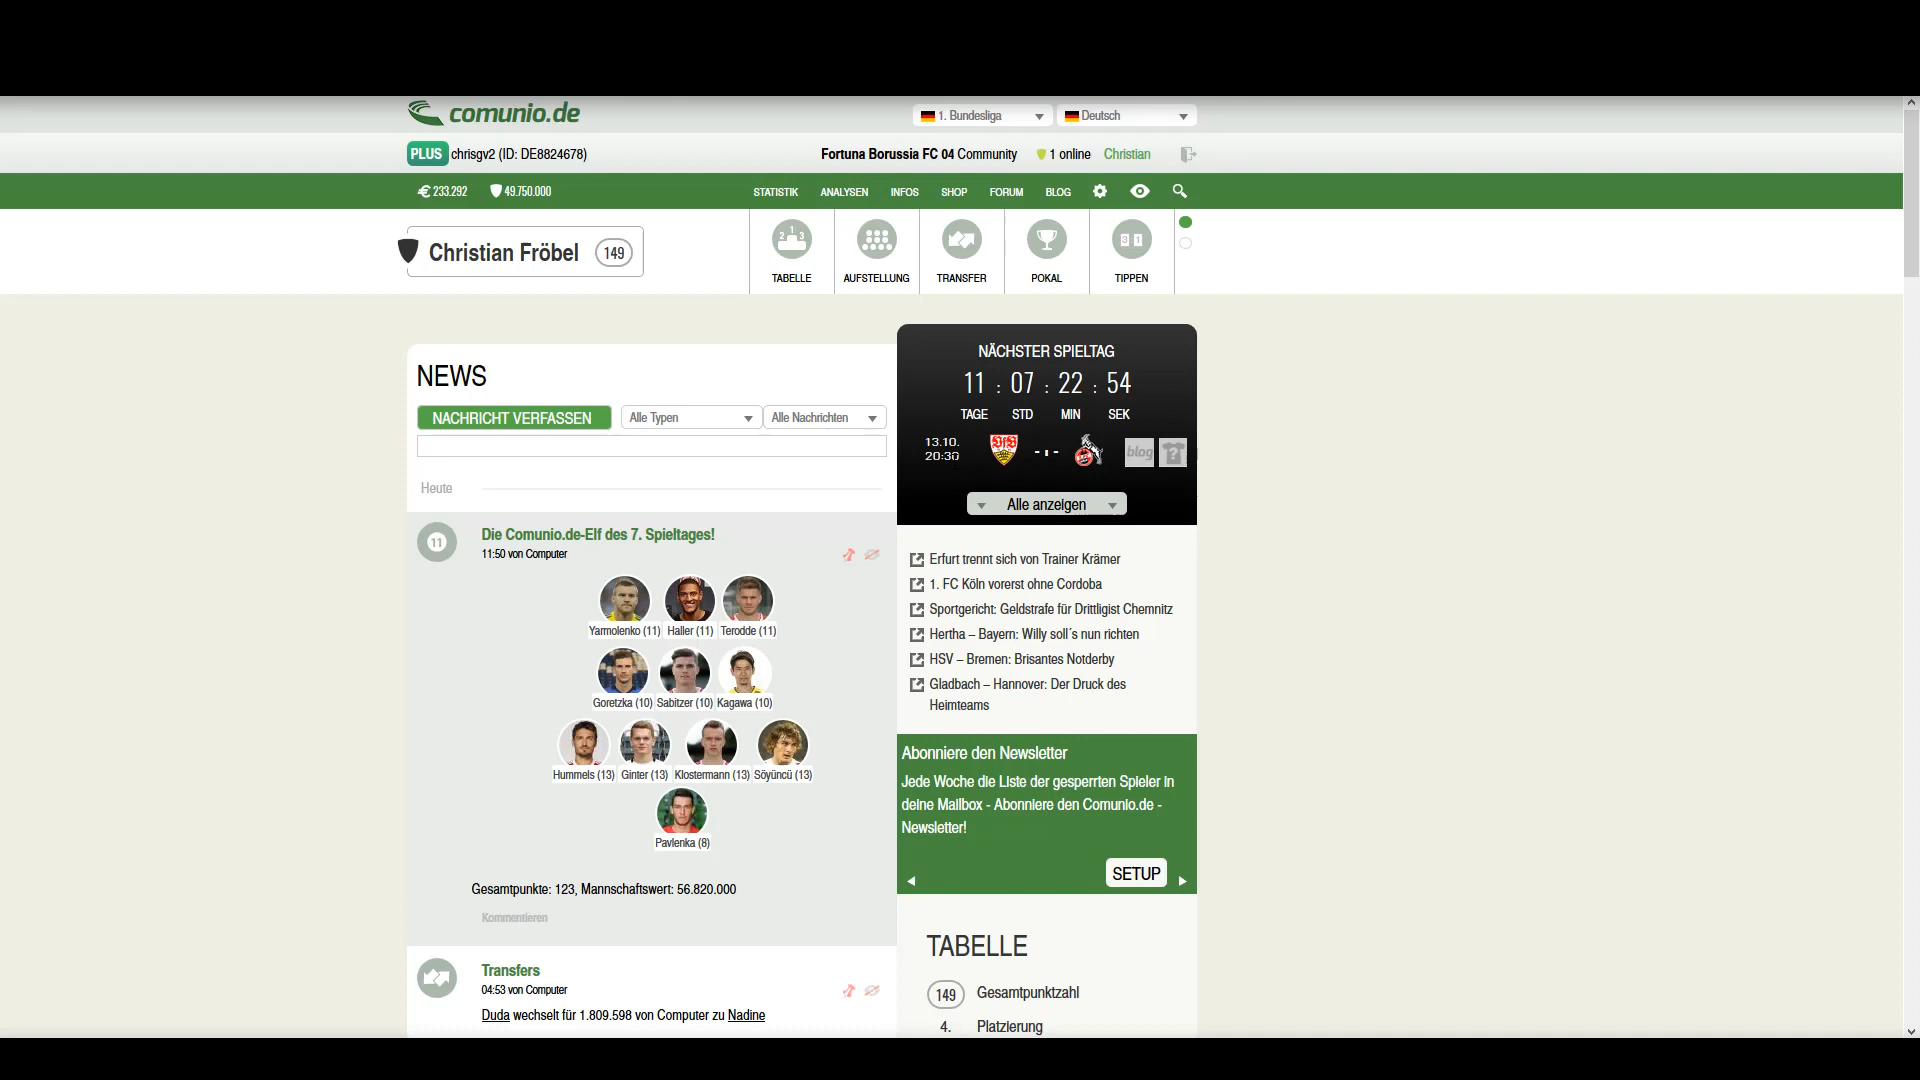 comunio.de
1. Bundesliga
Deutsch
PLUS chrisgv2 (ID: DE8824678)
Fortuna Borussia FC 04 Community
1 online
Christian
233.292
49.750.000
STATISTIK
ANALYSEN
INFOS
SHOP
FORUM
BLOG
Christian Fröbel
149
2 1 3
3 1
TABELLE
AUFSTELLUNG
TRANSFER
POKAL
TIPPEN
NEWS
NACHRICHT VERFASSEN
Alle Typen
Alle Nachrichten
Heute
11
Die Comunio.de-Elf des 7. Spieltages!
11:50 von Computer
Yarmolenko (11) Haller (11) Terodde (11)
Goretzka (10) Sabitzer (10) Kagawa (10)
Hummels (13) Ginter (13) Klostermann (13) Söyüncü (13)
Pavlenka (8)
Gesamtpunkte: 123, Mannschaftswert: 56.820.000
Kommentieren
Transfers
04:53 von Computer
Duda wechselt für 1.809.598 von Computer zu Nadine
NÄCHSTER SPIELTAG
11 : 07 : 22 : 54
TAGE STD MIN SEK
13.10.
20:30
VfB
- : -
blog
?
Alle anzeigen
Erfurt trennt sich von Trainer Krämer
1. FC Köln vorerst ohne Cordoba
Sportgericht: Geldstrafe für Drittligist Chemnitz
Hertha – Bayern: Willy soll´s nun richten
HSV – Bremen: Brisantes Notderby
Gladbach – Hannover: Der Druck des
Heimteams
Abonniere den Newsletter
Jede Woche die Liste der gesperrten Spieler in
deine Mailbox - Abonniere den Comunio.de -
Newsletter!
SETUP
TABELLE
149 Gesamtpunktzahl
4. Platzierung